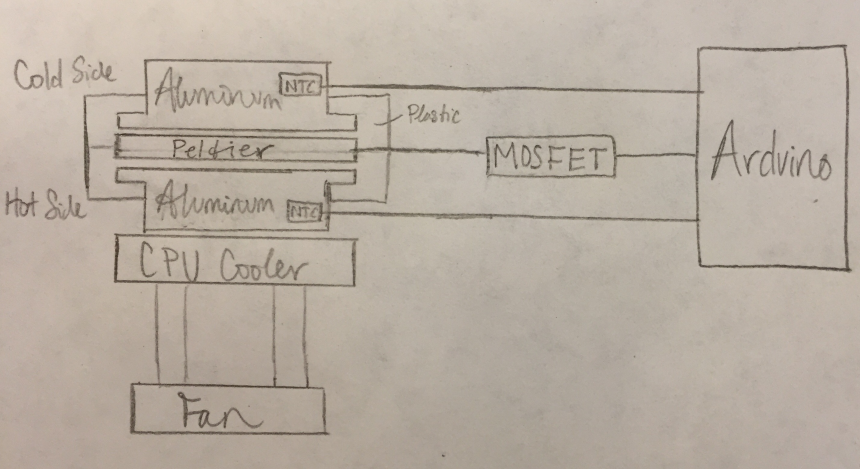 Cold Side
Aluminum
NTC
Plastic
Peltier
MOSFET
Arduino
Hot Side
Aluminum
NTC
CPU Cooler
Fan